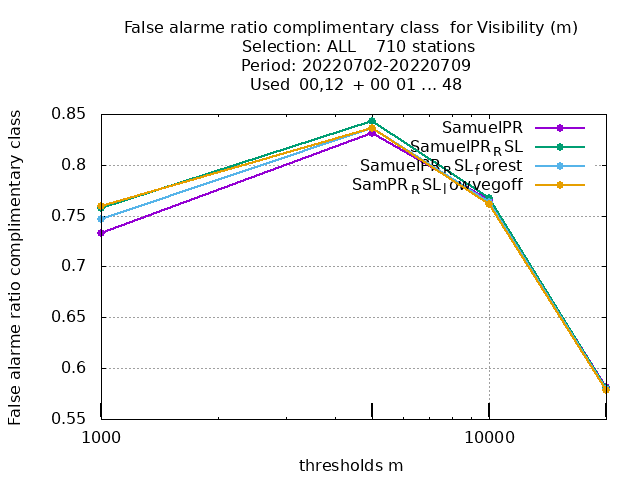 False alarme ratio complimentary class  for Visibility (m)
Selection: ALL    710 stations
Period: 20220702-20220709
Used  00,12  + 00 01 ... 48
False alarme ratio complimentary class
0.85
0.8
0.75
0.7
0.65
0.6
0.55
SamuelPR
SamuelPR_RSL
SamuelPR_RSL_forest
SamPR_RSL_lowvegoff
1000
10000
thresholds m